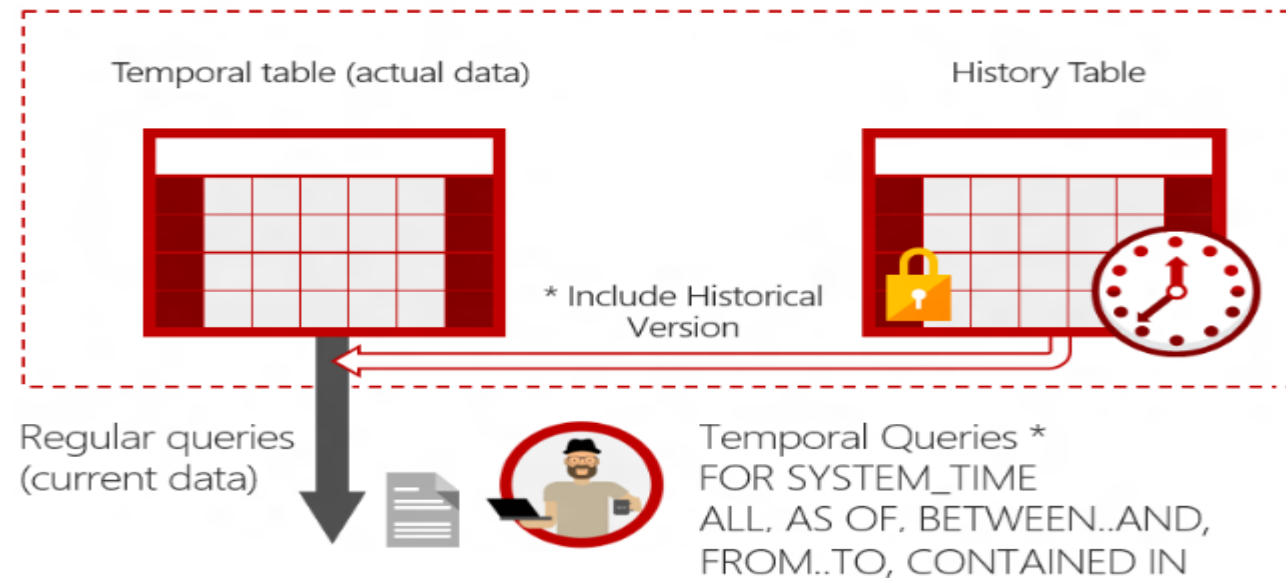 Temporal table (actual data)
History Table
* Include Historical
Version
Regular queries
(current data)
Temporal Queries *
FOR SYSTEM_TIME
ALL, AS OF, BETWEEN..AND,
FROM..TO, CONTAINED IN